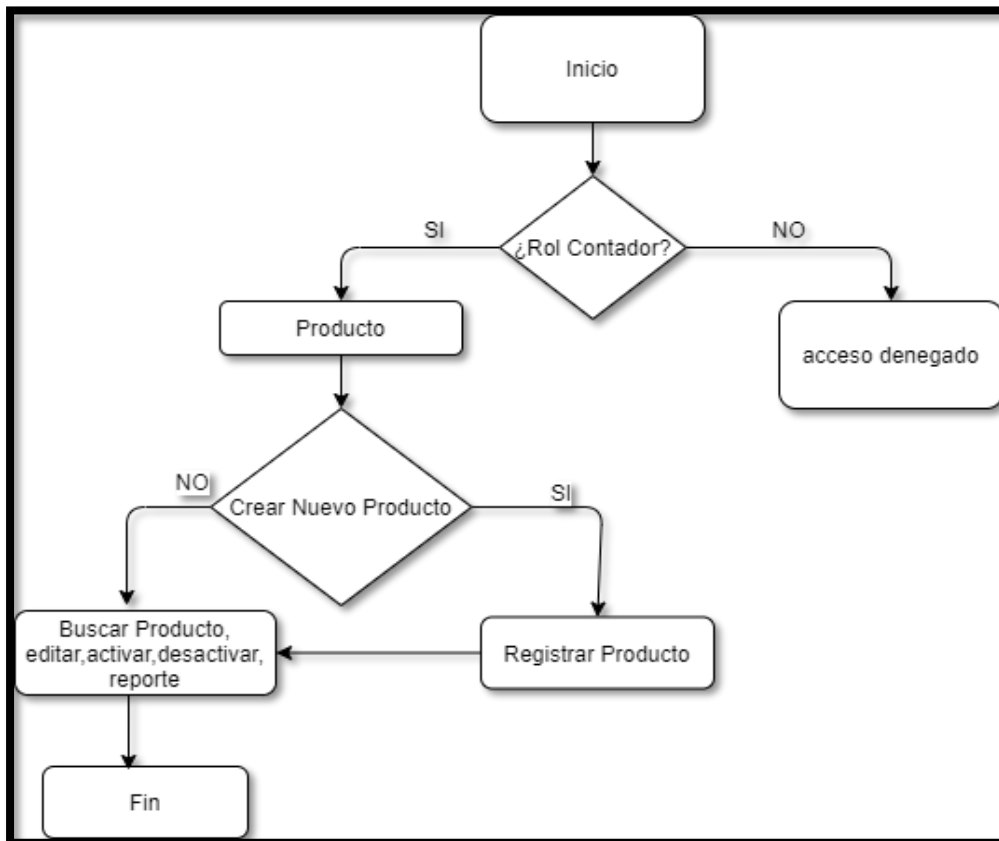 Inicio
¿Rol Contador?
SI
NO
Producto
acceso denegado
Crear Nuevo Producto
NO
SI
Buscar Producto,
editar,activar,desactivar,
reporte
Registrar Producto
Fin